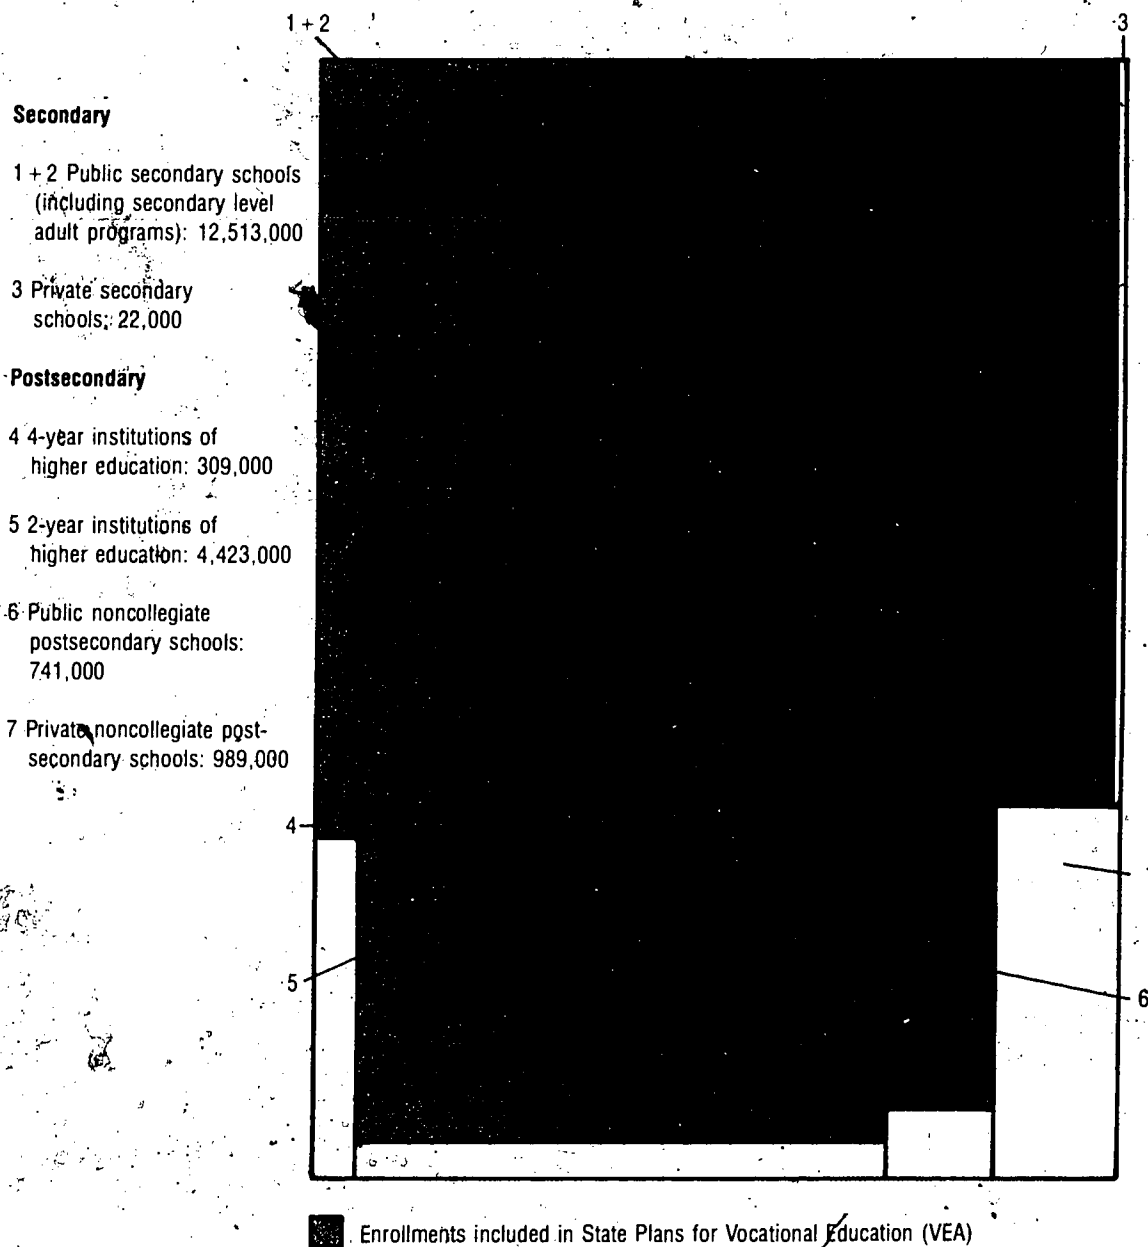 1 + 2
3
Secondary
1 + 2 Public secondary schools
(including secondary level
adult programs): 12,513,000
3 Private secondary
schools: 22,000
Postsecondary
4 4-year institutions of
higher education: 309,000
5 2-year institutions of
higher education: 4,423,000
6 Public noncollegiate
postsecondary schools:
741,000
7 Private noncollegiate post-
secondary schools: 989,000
4
5
6
Enrollments included in State Plans for Vocational Education (VEA)